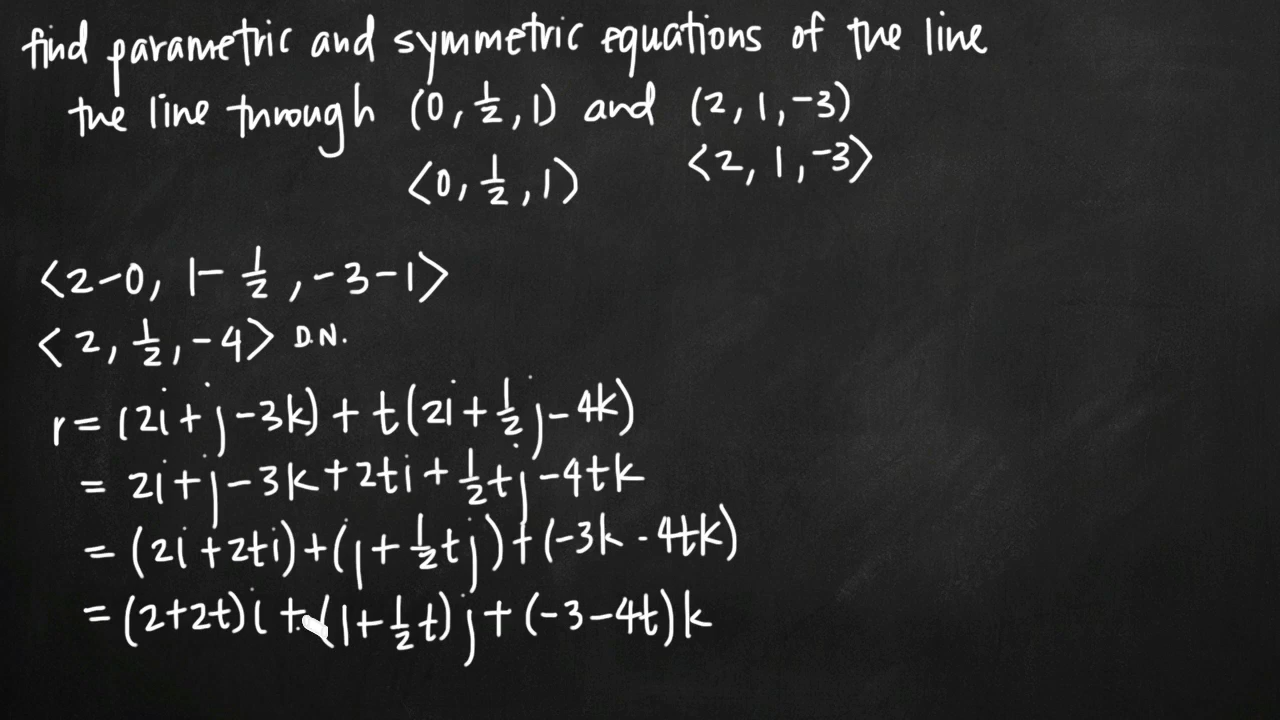 find parametric and symmetric equations of the line
the line through (0, 1/2, 1) and (2, 1, -3)
⟨0, 1/2, 1⟩ ⟨2, 1, -3⟩
⟨2-0, 1-1/2, -3-1⟩
⟨2, 1/2, -4⟩ D.N.
r = (2i + j - 3k) + t(2i + 1/2 j - 4k)
= 2i + j - 3k + 2ti + 1/2 tj - 4tk
= (2i + 2ti) + (j + 1/2 tj) + (-3k - 4tk)
= (2+2t)i + (1 + 1/2 t)j + (-3-4t)k